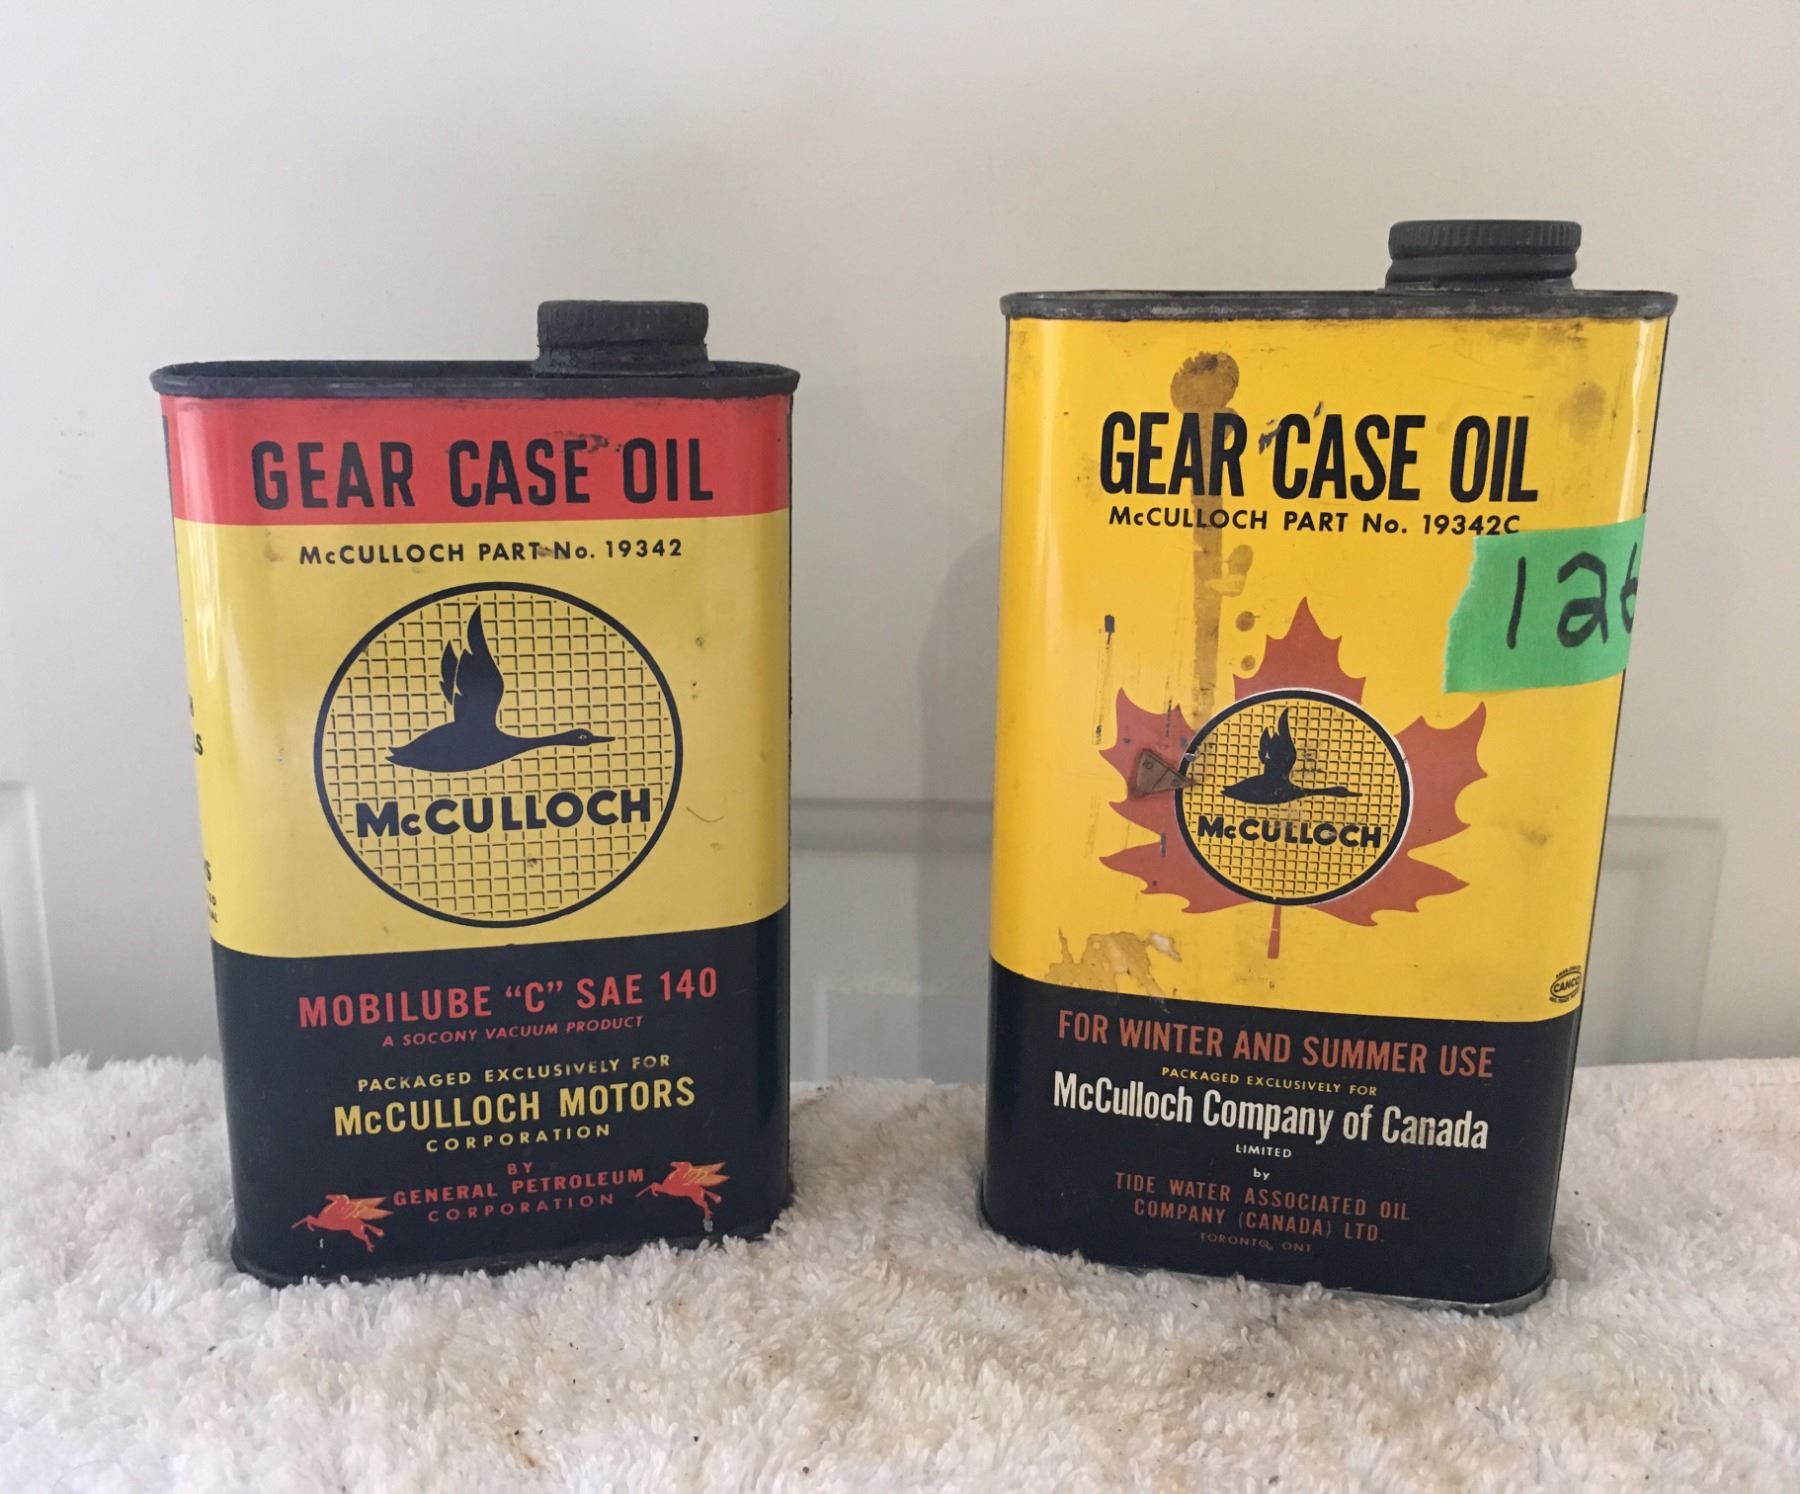 GEAR CASE OIL
McCULLOCH PART No. 19342
McCULLOCH
MOBILUBE "C" SAE 140
A SOCONY VACUUM PRODUCT
PACKAGED EXCLUSIVELY FOR
McCULLOCH MOTORS
CORPORATION
BY
GENERAL PETROLEUM
CORPORATION
GEAR CASE OIL
McCULLOCH PART No. 19342C
126
McCULLOCH
CANCO
FOR WINTER AND SUMMER USE
PACKAGED EXCLUSIVELY FOR
McCulloch Company of Canada
LIMITED
by
TIDE WATER ASSOCIATED OIL
COMPANY (CANADA) LTD.
TORONTO, ONT